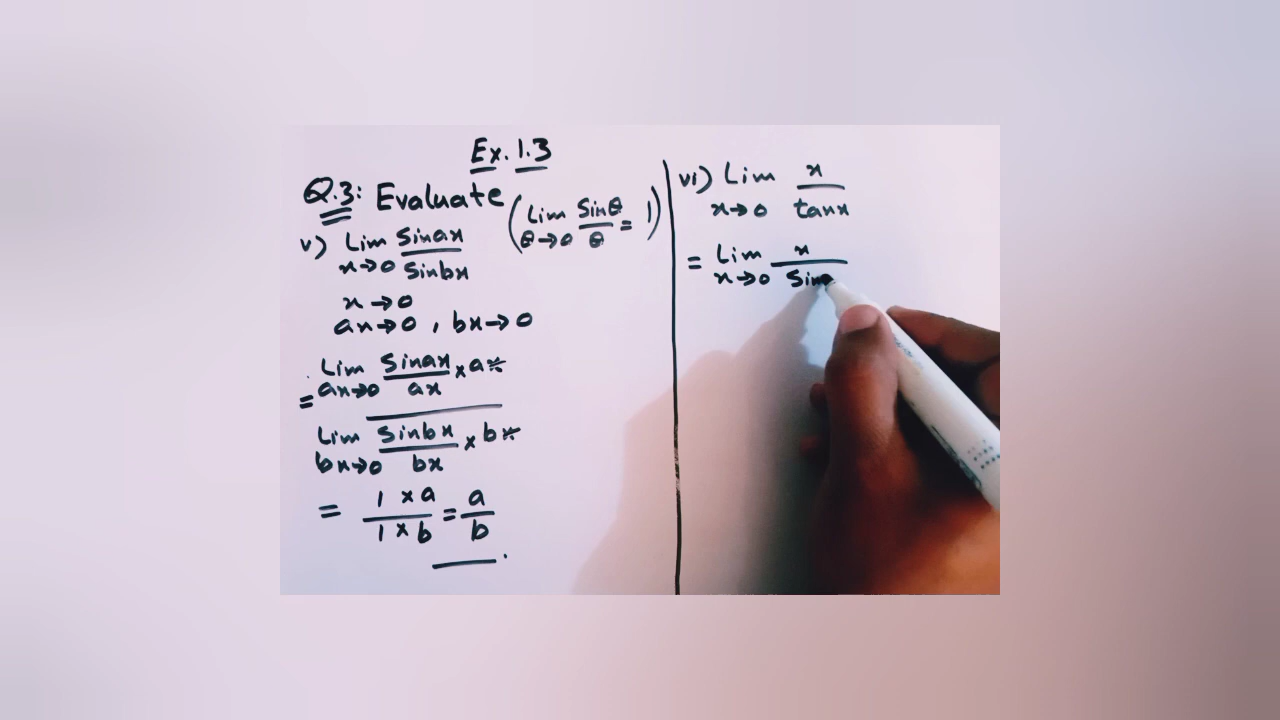 Ex. 1.3
Q.3: Evaluate
(Lim θ→0 Sinθ/θ = 1)
v) Lim x→0 Sinax/Sinbx
x→0
ax→0 , bx→0
= Lim ax→0 Sinax/ax × ax
Lim bx→0 Sinbx/bx × bx
= 1×a/1×b = a/b
vi) Lim x→0 x/tanx
= Lim x→0 x/Sin